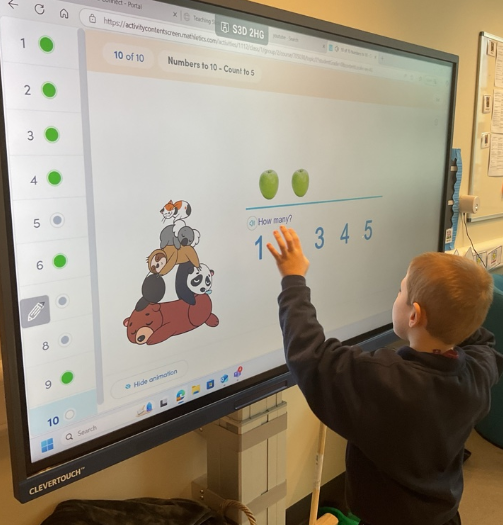 S3D 2HG
10 of 10
Numbers to 10 - Count to 5
1
2
3
4
5
6
8
9
10
How many?
1 3 4 5
Hide animation
Search
CLEVERTOUCH™